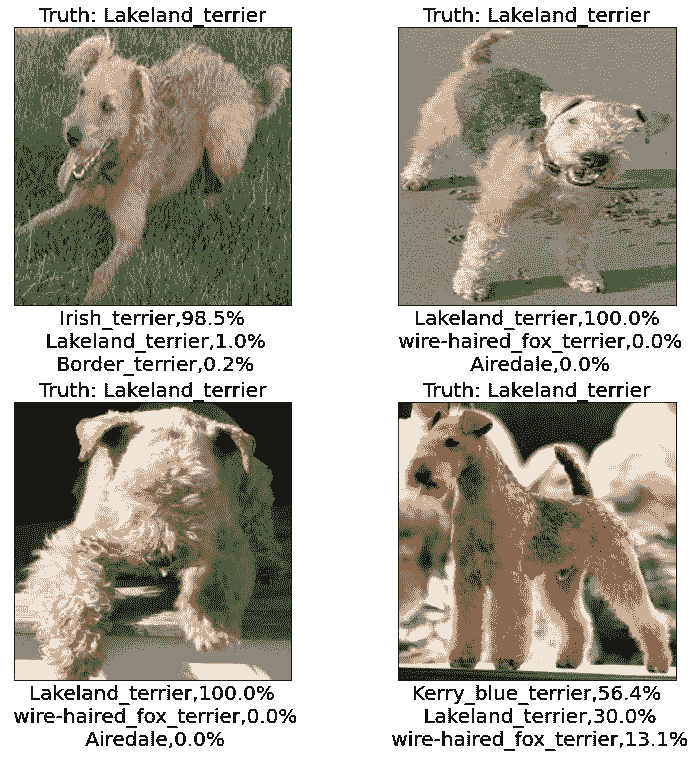 Truth: Lakeland_terrier
Truth: Lakeland_terrier
Irish_terrier,98.5%
Lakeland_terrier,1.0%
Border_terrier,0.2%
Lakeland_terrier,100.0%
wire-haired_fox_terrier,0.0%
Airedale,0.0%
Truth: Lakeland_terrier
Truth: Lakeland_terrier
Lakeland_terrier,100.0%
wire-haired_fox_terrier,0.0%
Airedale,0.0%
Kerry_blue_terrier,56.4%
Lakeland_terrier,30.0%
wire-haired_fox_terrier,13.1%